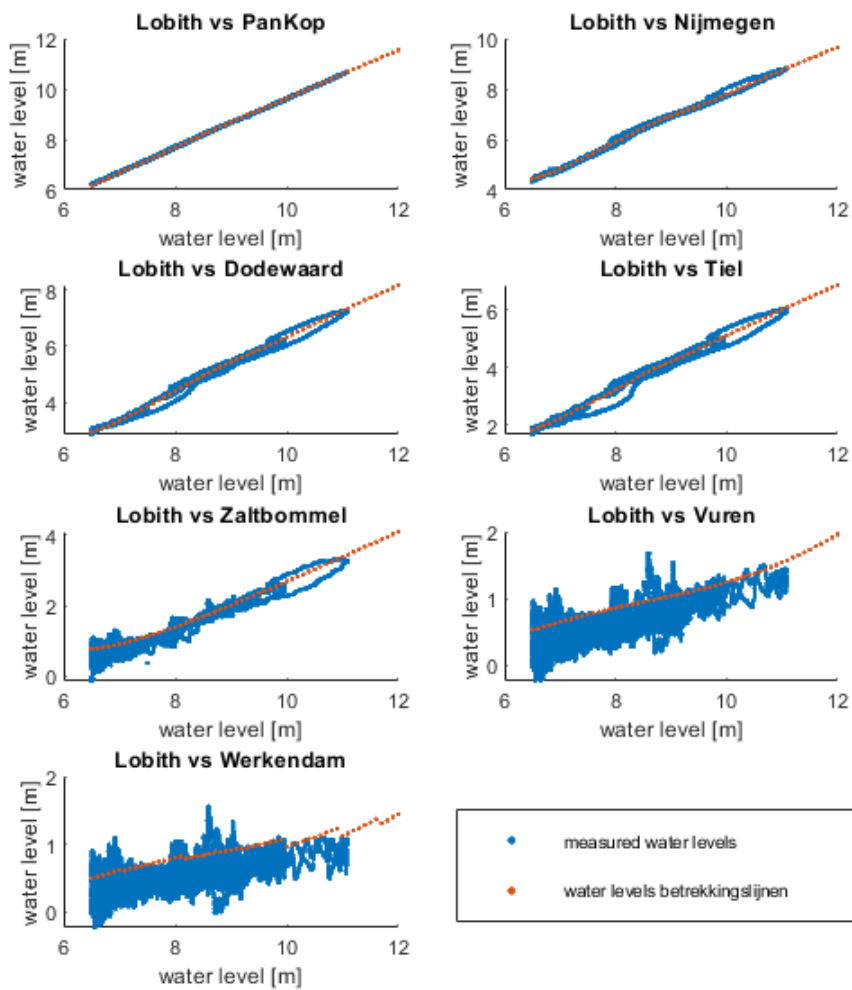 Lobith vs PanKop
12
10
8
6
water level [m]
6 8 10 12
water level [m]
Lobith vs Nijmegen
10
8
6
4
water level [m]
6 8 10 12
water level [m]
Lobith vs Dodewaard
8
6
4
water level [m]
6 8 10 12
water level [m]
Lobith vs Tiel
6
4
2
water level [m]
6 8 10 12
water level [m]
Lobith vs Zaltbommel
4
2
0
water level [m]
6 8 10 12
water level [m]
Lobith vs Vuren
2
1
0
water level [m]
6 8 10 12
water level [m]
Lobith vs Werkendam
2
1
0
water level [m]
6 8 10 12
water level [m]
measured water levels
water levels betrekkingslijnen